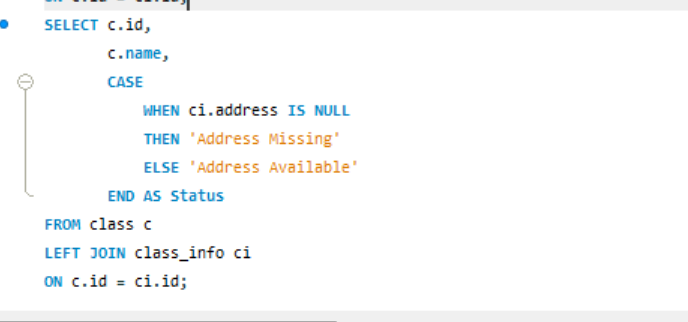 SELECT c.id,
c.name,
CASE
WHEN ci.address IS NULL
THEN 'Address Missing'
ELSE 'Address Available'
END AS Status
FROM class c
LEFT JOIN class_info ci
ON c.id = ci.id;